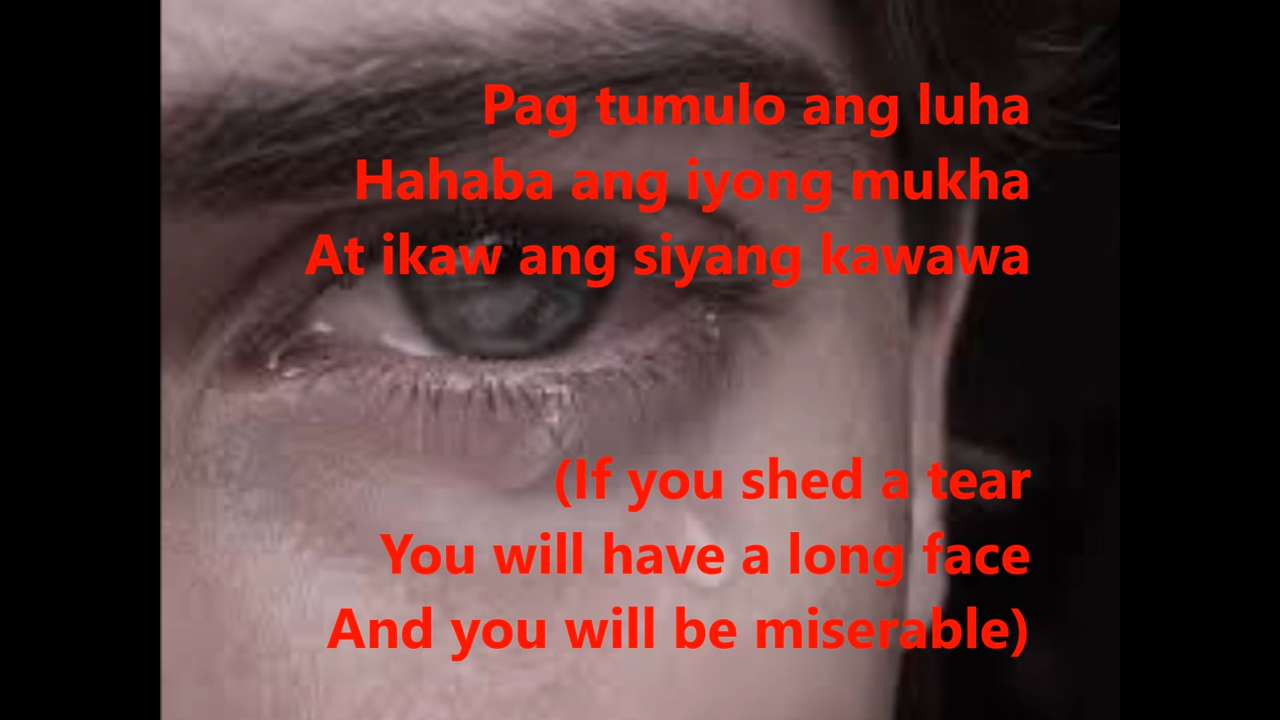 Pag tumulo ang luha
Hahaba ang iyong mukha
At ikaw ang siyang kawawa
(If you shed a tear
You will have a long face
And you will be miserable)